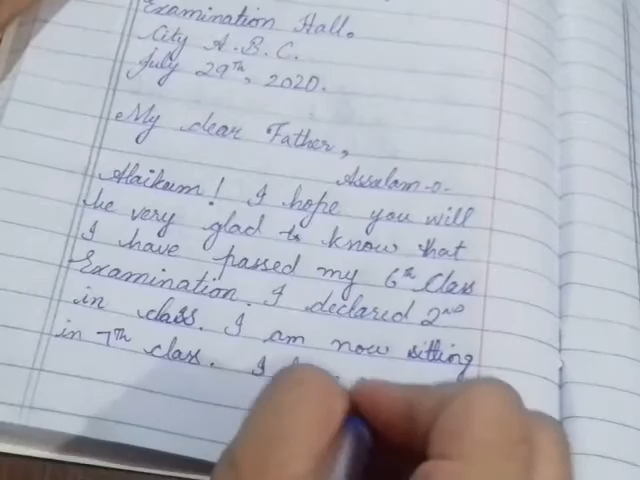 Examination Hall.
City A.B.C.
July 29th, 2020.
My dear Father,
Assalam-o-
Alaikum! I hope you will
be very glad to know that
I have passed my 6th Class
Examination. I declared 2nd
in class. I am now sitting
in 7th class. I